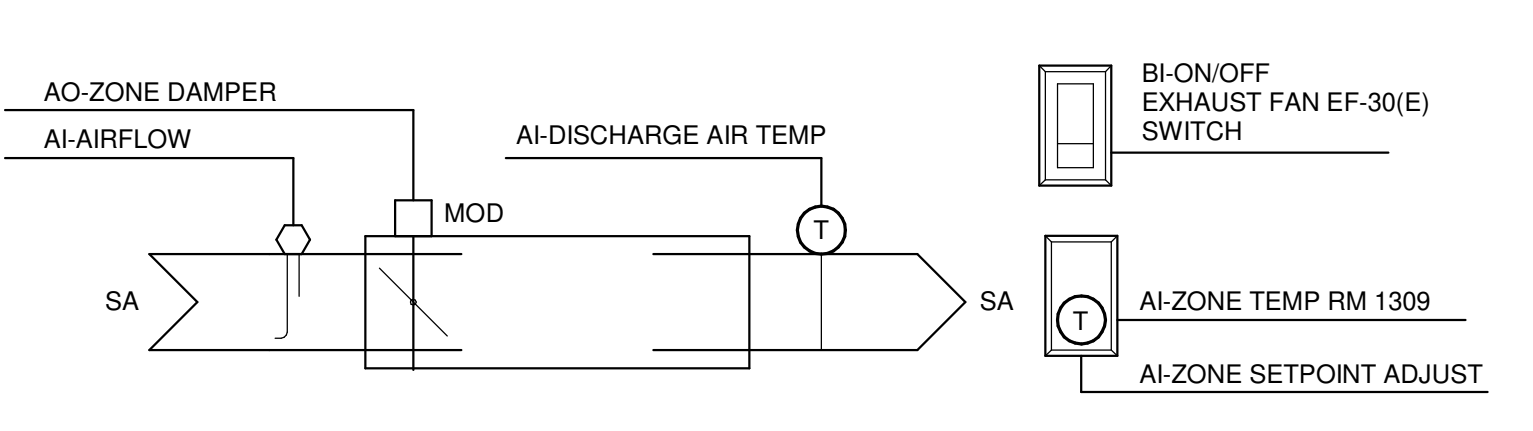 AO-ZONE DAMPER
AI-AIRFLOW
AI-DISCHARGE AIR TEMP
BI-ON/OFF
EXHAUST FAN EF-30(E)
SWITCH
MOD
T
SA
SA
T
AI-ZONE TEMP RM 1309
AI-ZONE SETPOINT ADJUST